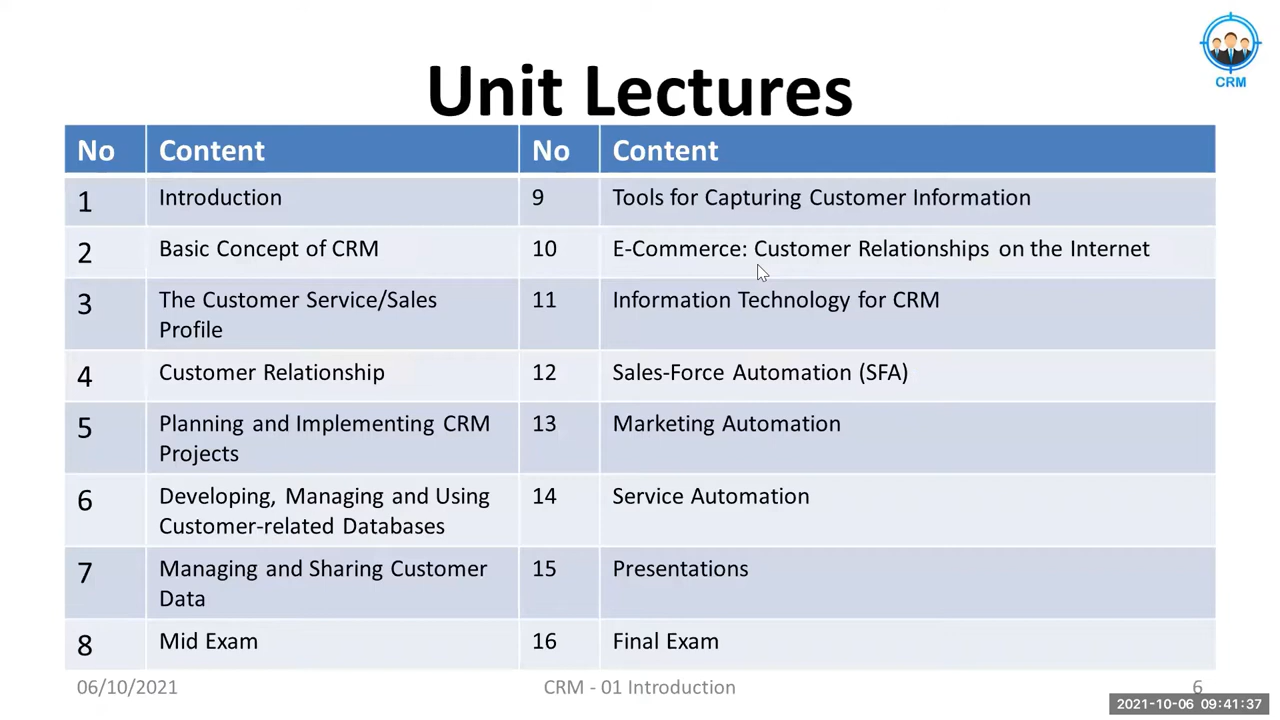 CRM
Unit Lectures
No Content No Content
1 Introduction 9 Tools for Capturing Customer Information
2 Basic Concept of CRM 10 E-Commerce: Customer Relationships on the Internet
3 The Customer Service/Sales 11 Information Technology for CRM
Profile
4 Customer Relationship 12 Sales-Force Automation (SFA)
5 Planning and Implementing CRM 13 Marketing Automation
Projects
6 Developing, Managing and Using 14 Service Automation
Customer-related Databases
7 Managing and Sharing Customer 15 Presentations
Data
8 Mid Exam 16 Final Exam
06/10/2021 CRM - 01 Introduction 6
2021-10-06 09:41:37